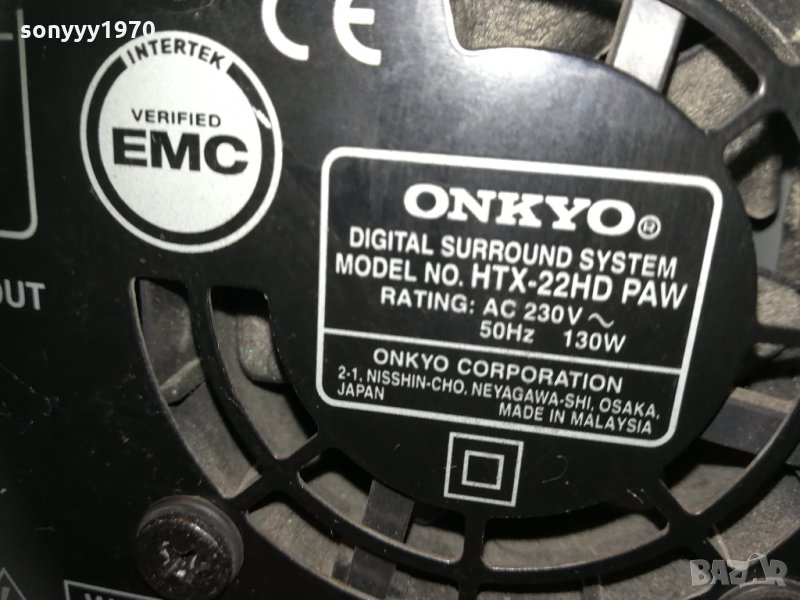 sonyyy1970
sonyyy1970
CE
INTERTEK
VERIFIED
EMC
OUT
ONKYO®
DIGITAL SURROUND SYSTEM
MODEL NO. HTX-22HD PAW
RATING: AC 230V ~
50Hz 130W
ONKYO CORPORATION
2-1, NISSHIN-CHO, NEYAGAWA-SHI, OSAKA,
JAPAN MADE IN MALAYSIA
BAZAR